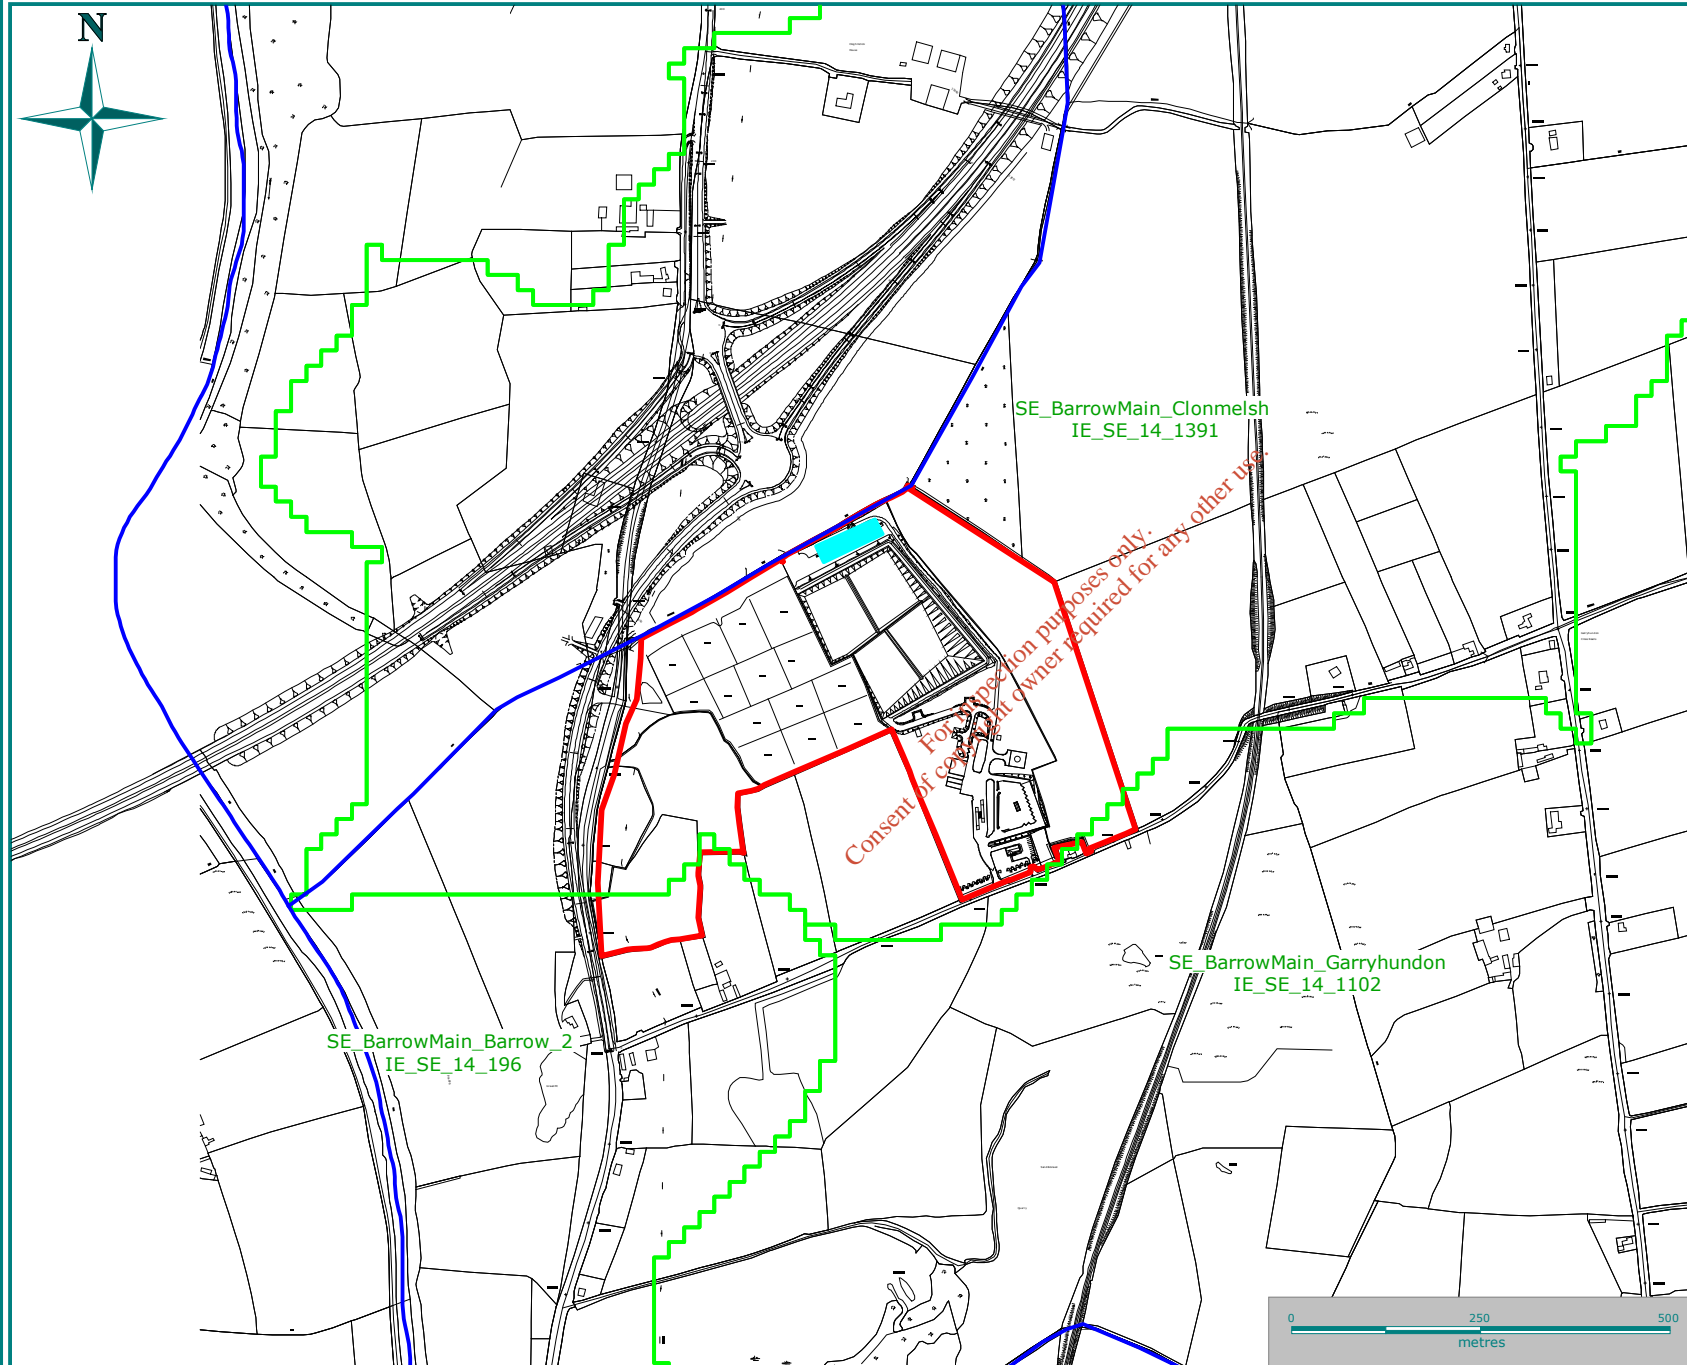 N
SE_BarrowMain_Clonmelsh
IE_SE_14_1391
For inspection purposes only.
Consent of copyright owner required for any other use.
SE_BarrowMain_Garryhundon
IE_SE_14_1102
SE_BarrowMain_Barrow_2
IE_SE_14_196
0 250 500
metres